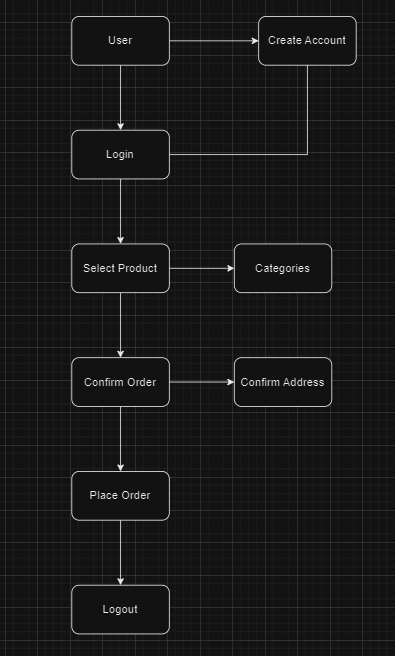 User
Create Account
Login
Select Product
Categories
Confirm Order
Confirm Address
Place Order
Logout